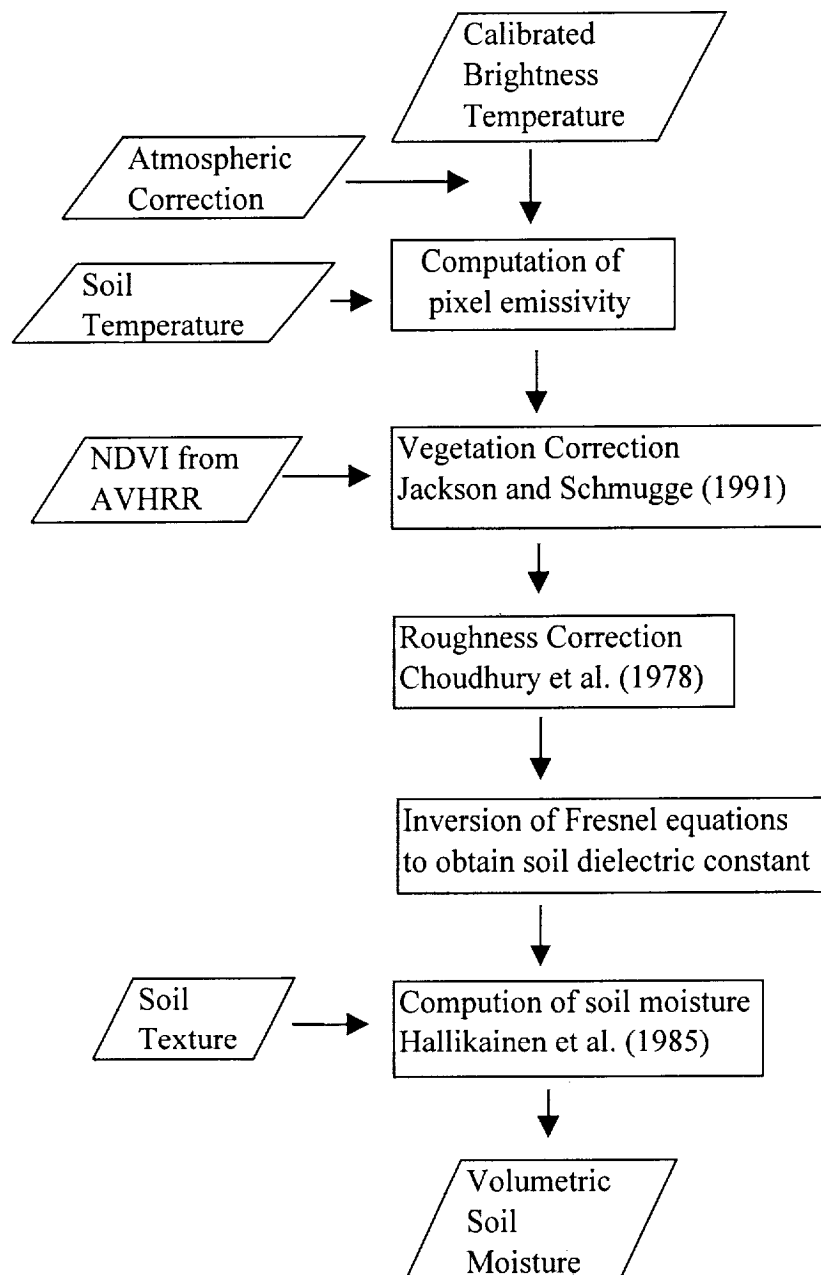 Calibrated
Brightness
Temperature
Atmospheric
Correction
Computation of
pixel emissivity
Soil
Temperature
NDVI from
AVHRR
Vegetation Correction
Jackson and Schmugge (1991)
Roughness Correction
Choudhury et al. (1978)
Inversion of Fresnel equations
to obtain soil dielectric constant
Soil
Texture
Compution of soil moisture
Hallikainen et al. (1985)
Volumetric
Soil
Moisture